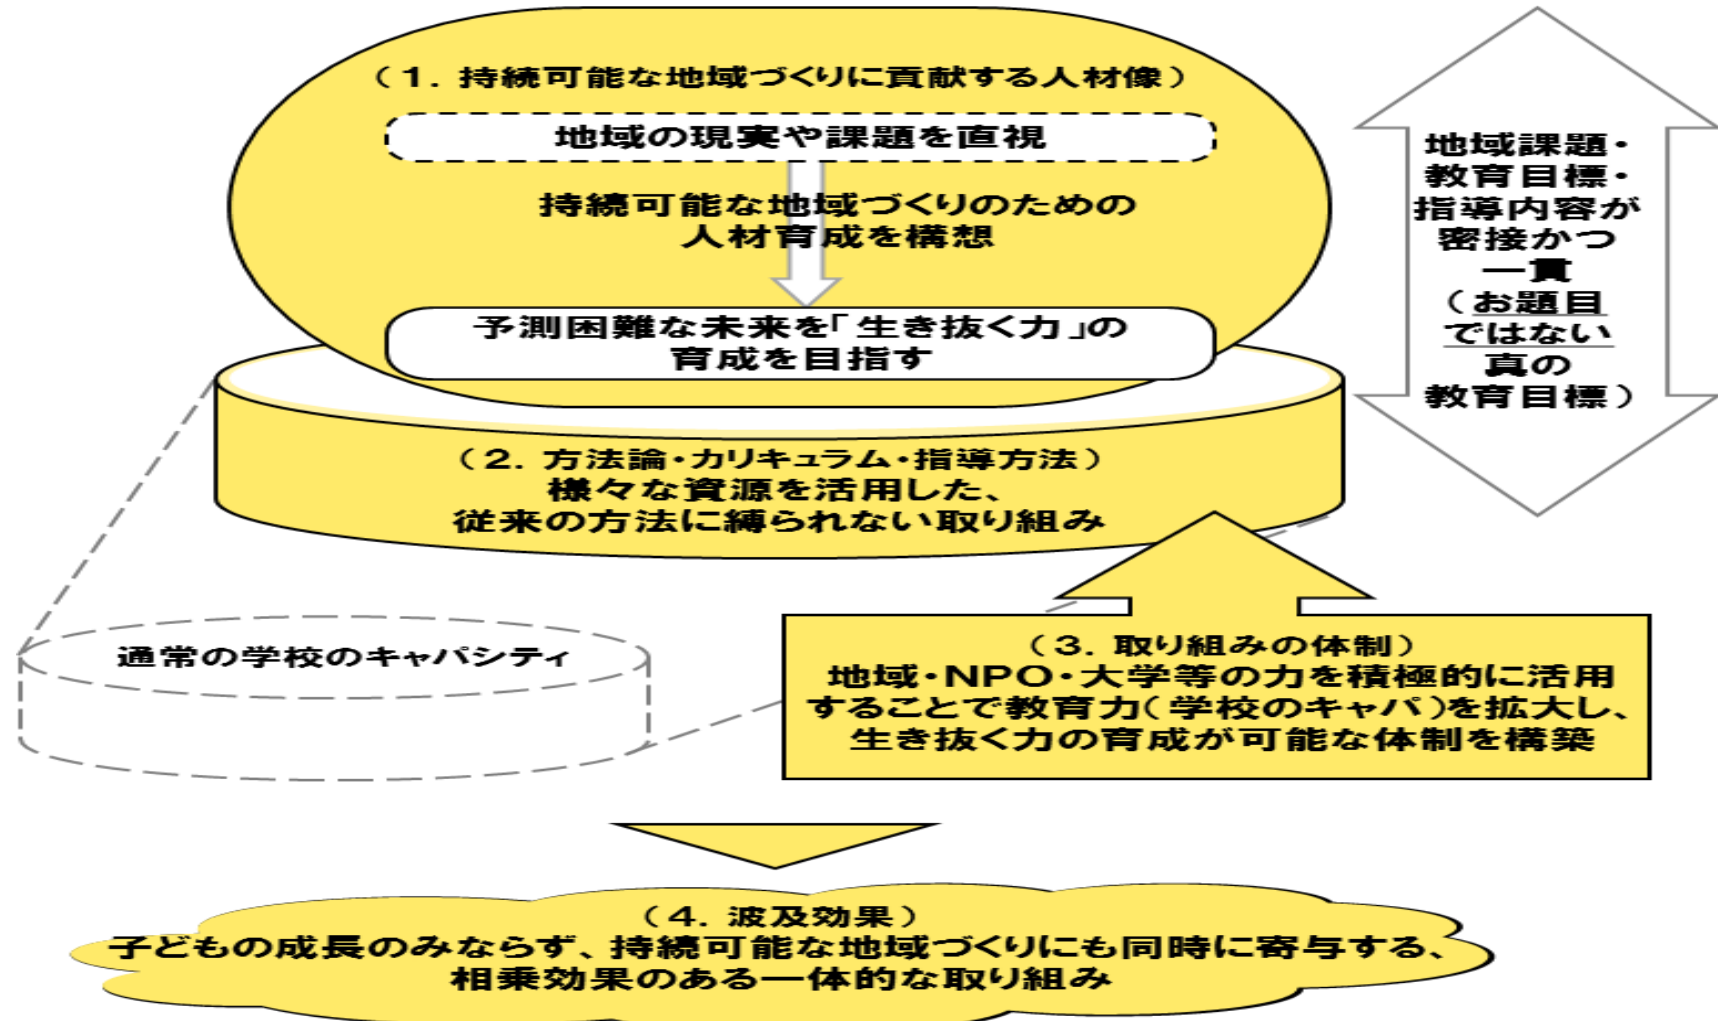 （1．持続可能な地域づくりに貢献する人材像）
地域の現実や課題を直視
持続可能な地域づくりのための
人材育成を構想
予測困難な未来を「生き抜く力」の
育成を目指す
地域課題・
教育目標・
指導内容が
密接かつ
一貫
（お題目
ではない
真の
教育目標）
（2．方法論・カリキュラム・指導方法）
様々な資源を活用した、
従来の方法に縛られない取り組み
通常の学校のキャパシティ
（3．取り組みの体制）
地域・NPO・大学等の力を積極的に活用
することで教育力（学校のキャパ）を拡大し、
生き抜く力の育成が可能な体制を構築
（4．波及効果）
子どもの成長のみならず、持続可能な地域づくりにも同時に寄与する、
相乗効果のある一体的な取り組み